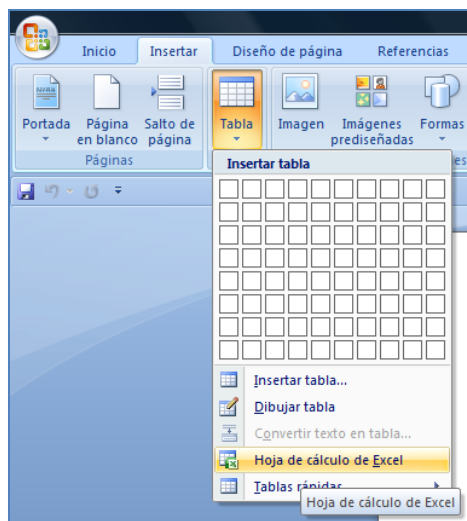 Inicio Insertar Diseño de página Referencias
Portada Página en blanco Salto de página Tabla Imagen Imágenes prediseñadas Formas
Páginas
Insertar tabla
Insertar tabla...
Dibujar tabla
Convertir texto en tabla...
Hoja de cálculo de Excel
Tablas rápidas
Hoja de cálculo de Excel